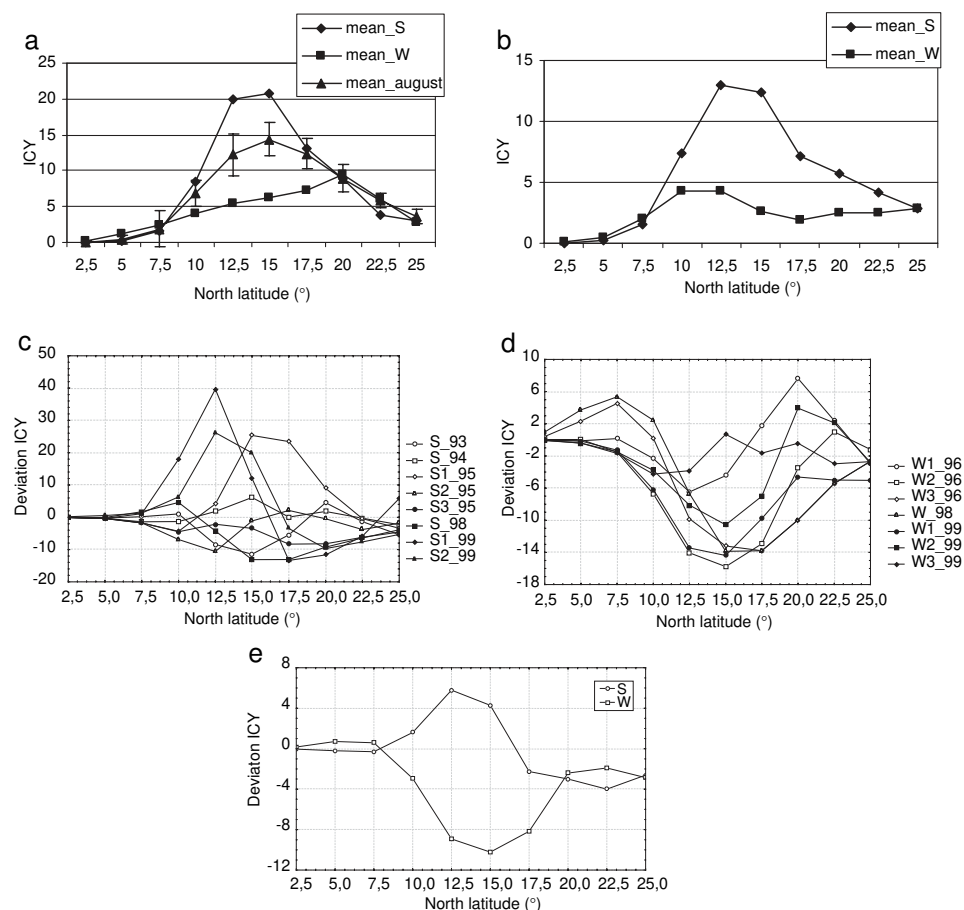 a
mean_S
mean_W
mean_august
25
20
15
10
5
0
ICY
2,5 5 7,5 10 12,5 15 17,5 20 22,5 25
North latitude (°)
b
mean_S
mean_W
15
10
5
0
ICY
2,5 5 7,5 10 12,5 15 17,5 20 22,5 25
North latitude (°)
c
50
40
30
20
10
0
-10
-20
Deviation ICY
2,5 5,0 7,5 10,0 12,5 15,0 17,5 20,0 22,5 25,0
North latitude (°)
S_93
S_94
S1_95
S2_95
S3_95
S_98
S1_99
S2_99
d
10
6
2
-2
-6
-10
-14
-18
Deviation ICY
2,5 5,0 7,5 10,0 12,5 15,0 17,5 20,0 22,5 25,0
North latitude (°)
W1_96
W2_96
W3_96
W_98
W1_99
W2_99
W3_99
e
8
4
0
-4
-8
-12
Deviaton ICY
S
W
2,5 5,0 7,5 10,0 12,5 15,0 17,5 20,0 22,5 25,0
North latitude (°)